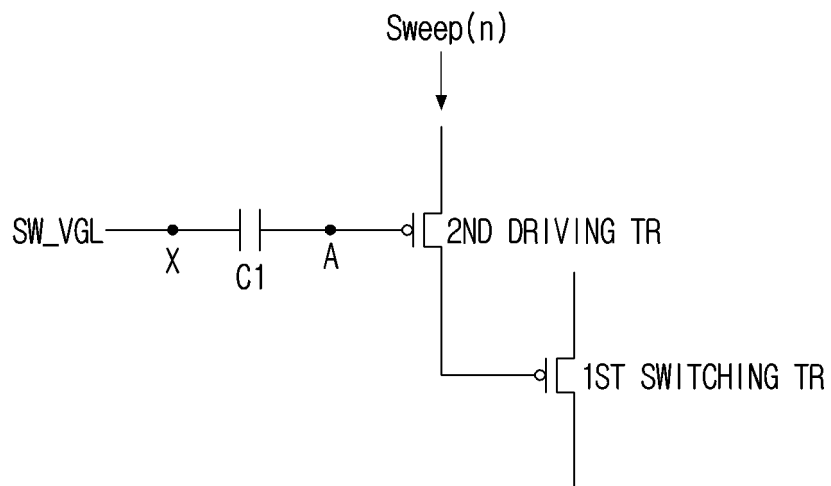 Sweep(n)
SW_VGL
X
C1
A
2ND DRIVING TR
1ST SWITCHING TR